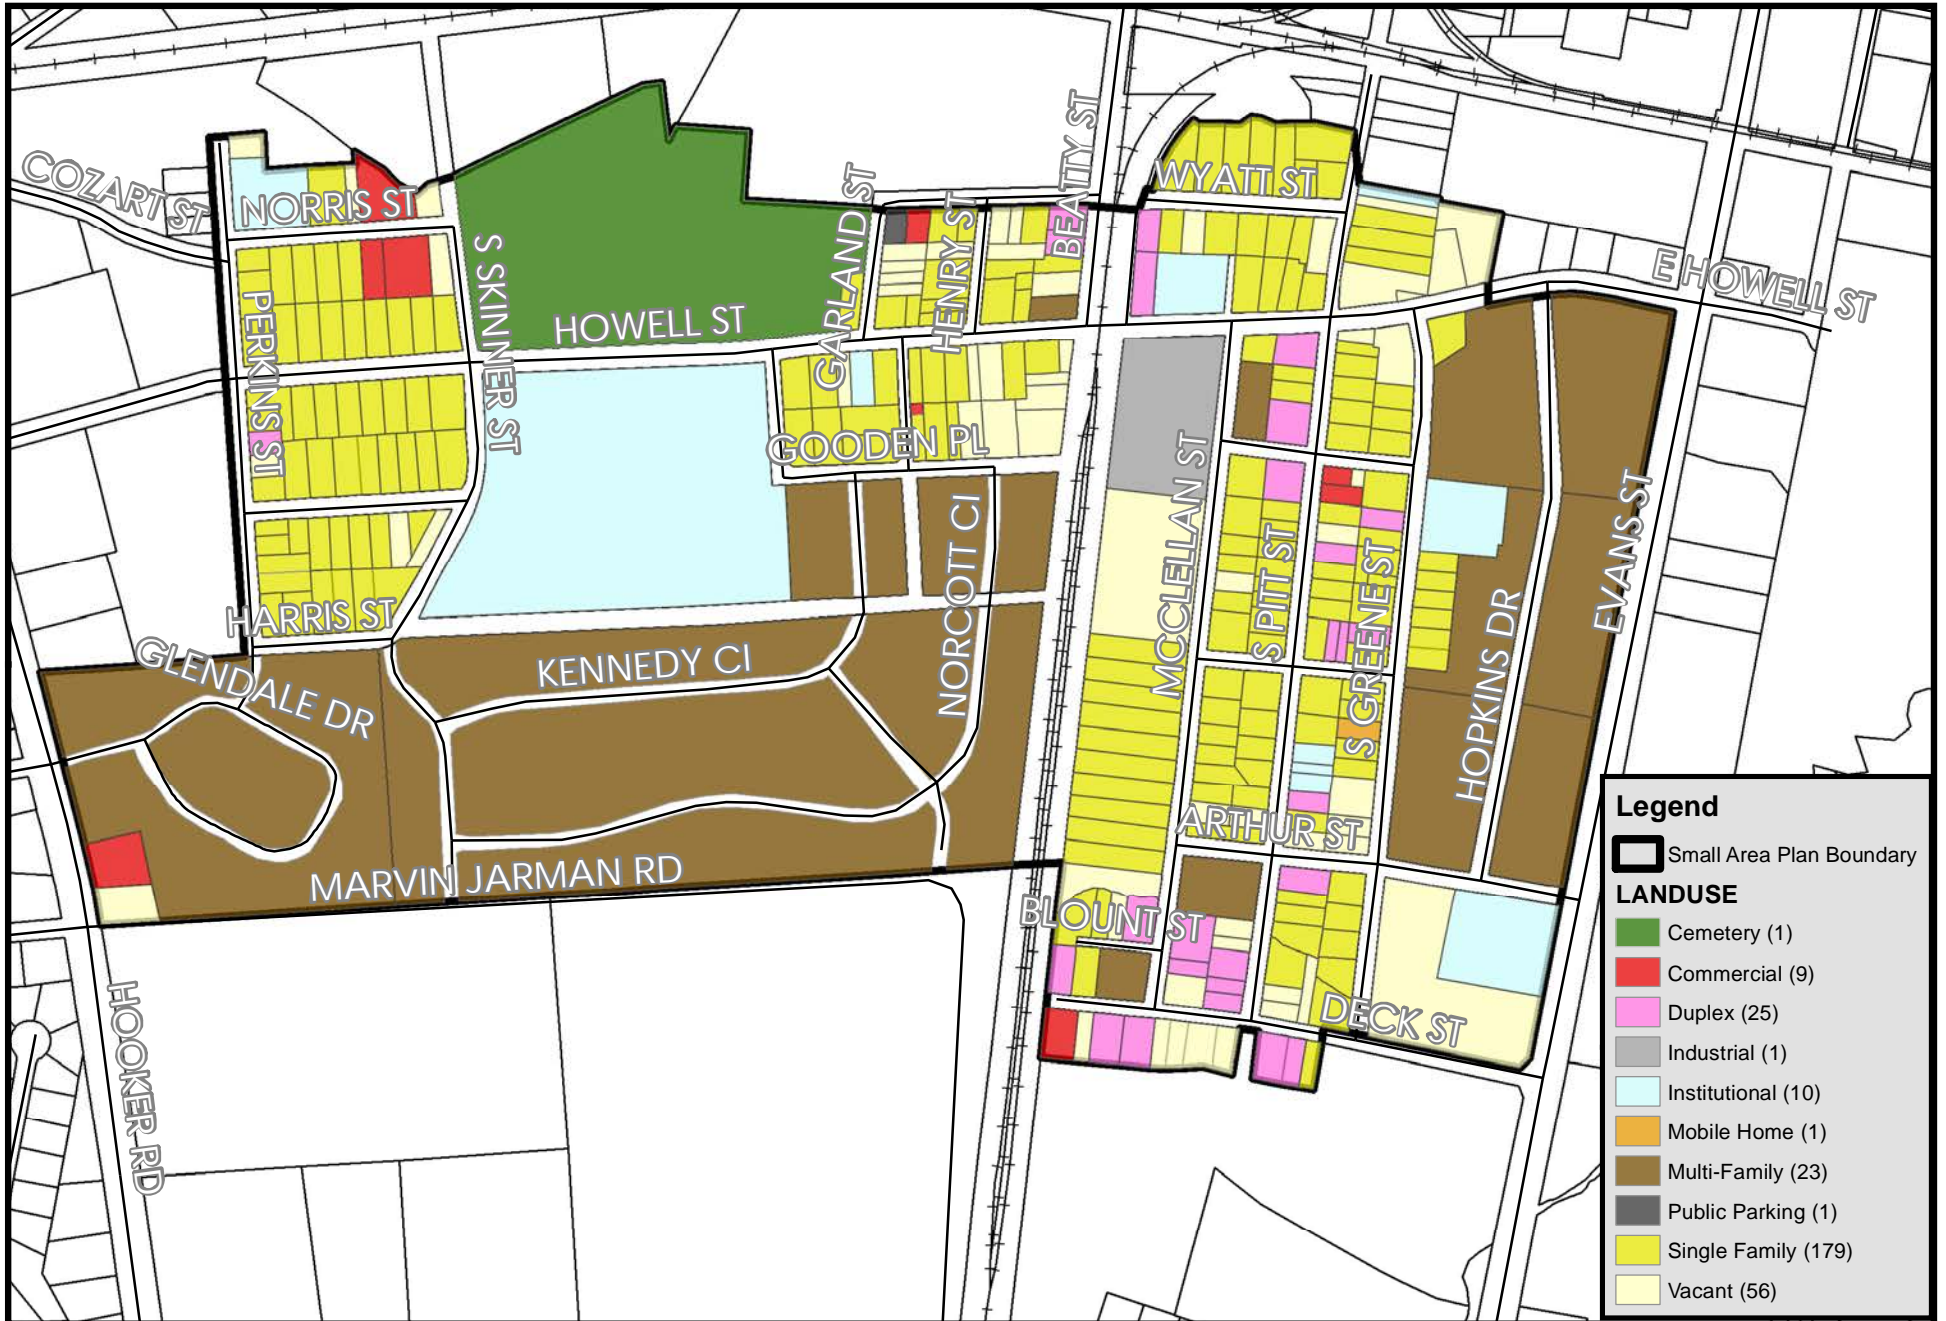 COZART ST
NORRIS ST
S SKINNER ST
PERKINS ST
HOWELL ST
GARLAND ST
HENRY ST
BEATTY ST
WYATT ST
E HOWELL ST
GOODEN PL
HARRIS ST
GLENDALE DR
KENNEDY CI
NORCOTT CI
MCCLELLAN ST
S PITT ST
S GREENE ST
HOPKINS DR
EVANS ST
ARTHUR ST
MARVIN JARMAN RD
BLOUNT ST
DECK ST
HOOKER RD
Legend
Small Area Plan Boundary
LANDUSE
Cemetery (1)
Commercial (9)
Duplex (25)
Industrial (1)
Institutional (10)
Mobile Home (1)
Multi-Family (23)
Public Parking (1)
Single Family (179)
Vacant (56)